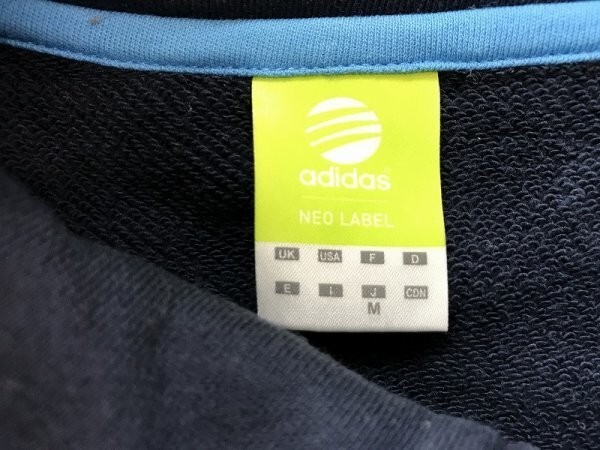 adidas
NEO LABEL
UK USA F D
E I J CDN
M